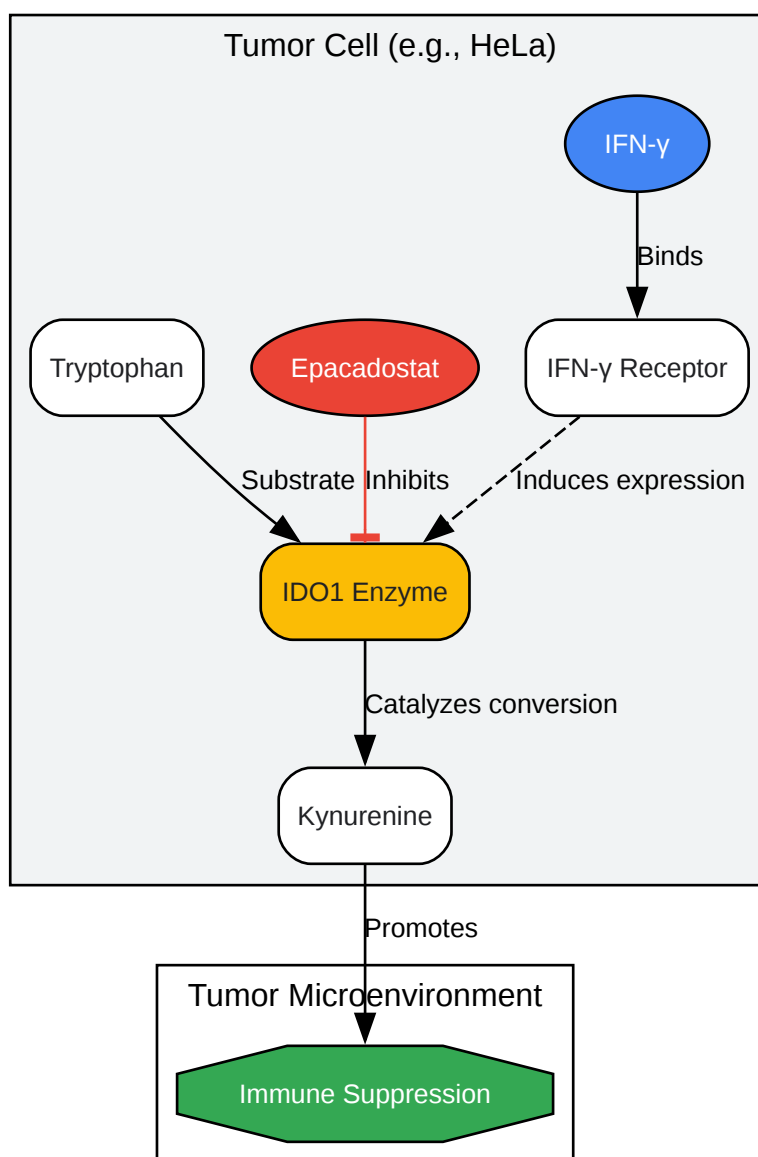 Tumor Cell (e.g., HeLa)
IFN-γ
Binds
Tryptophan
Epacadostat
IFN-γ Receptor
Substrate
Inhibits
Induces expression
IDO1 Enzyme
Catalyzes conversion
Kynurenine
Promotes
Tumor Microenvironment
Immune Suppression